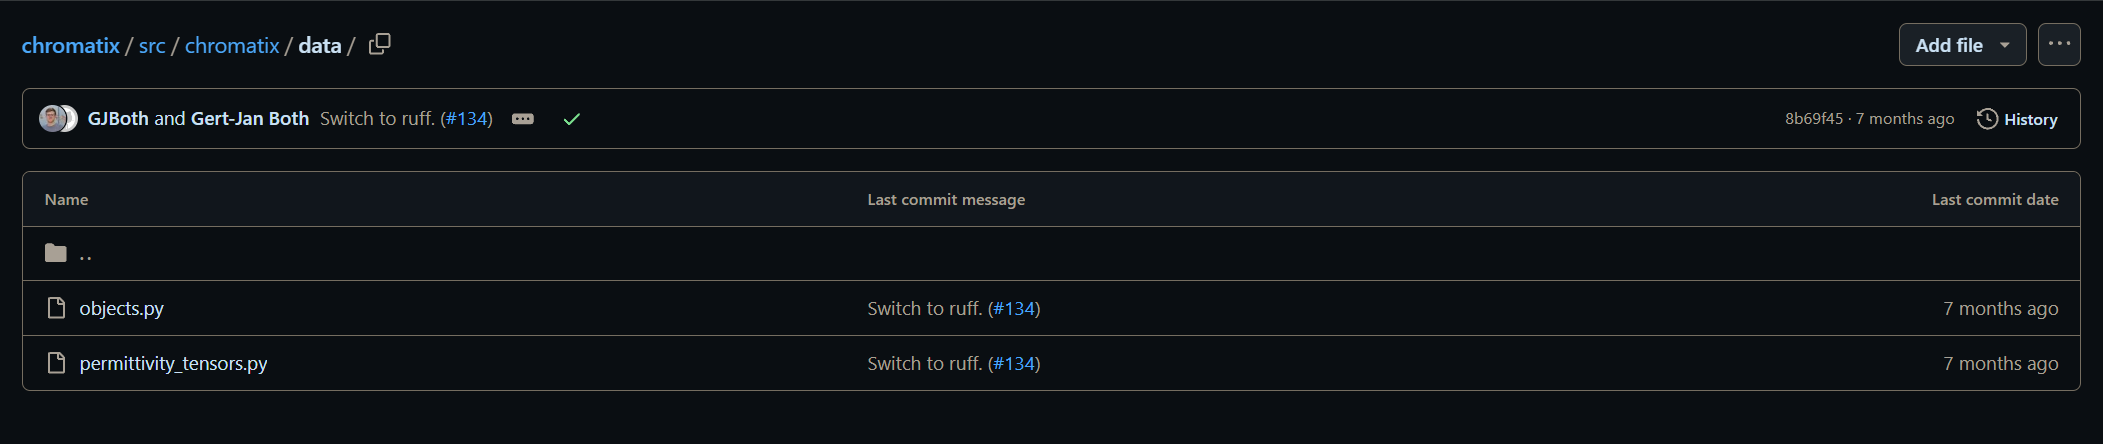 chromatix / src / chromatix / data /
Add file
GJBoth and Gert-Jan Both Switch to ruff. (#134)
8b69f45 · 7 months ago
History
Name Last commit message Last commit date
..
objects.py Switch to ruff. (#134) 7 months ago
permittivity_tensors.py Switch to ruff. (#134) 7 months ago